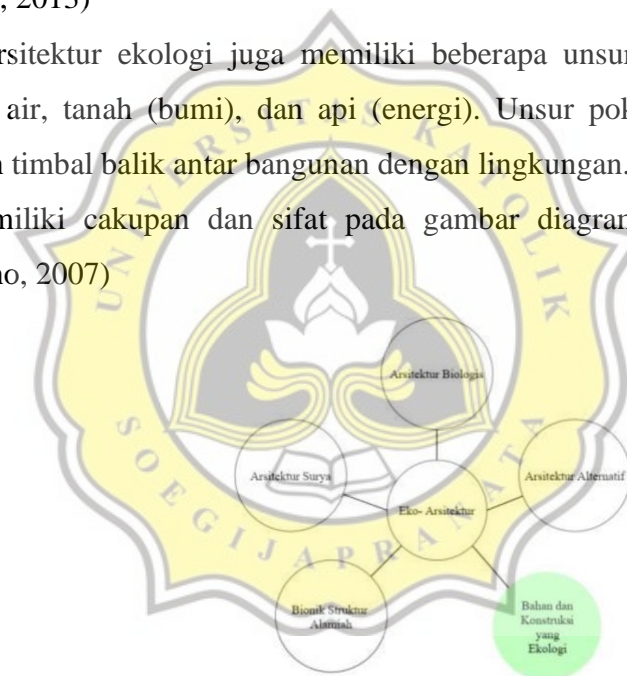 , 2013)
rsitektur ekologi juga memiliki beberapa unsur
air, tanah (bumi), dan api (energi). Unsur pok
timbal balik antar bangunan dengan lingkungan.
miliki cakupan dan sifat pada gambar diagram
no, 2007)
UNIVERSITAS KATOLIK
SOEGIJAPRANATA
Arsitektur Biologis
Arsitektur Surya
Arsitektur Alternatif
Eko- Arsitektur
Bionik Struktur
Alamiah
Bahan dan
Konstruksi
yang
Ekologi